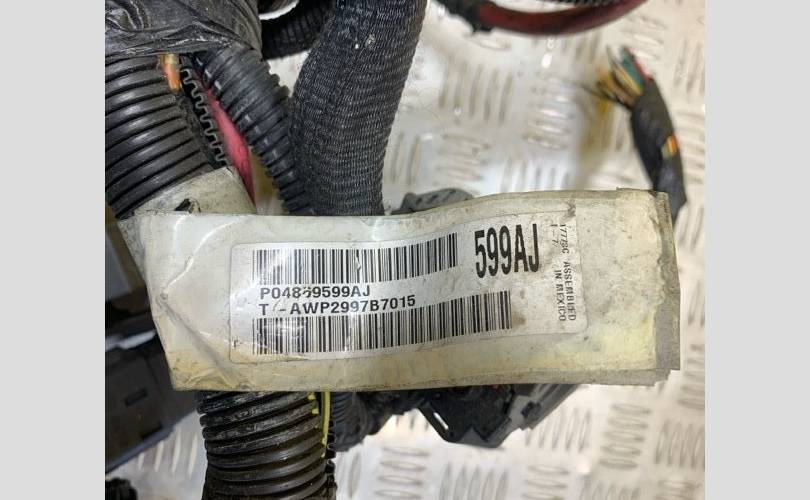 599AJ
P04869599AJ
T-AWP2997B7015
ASSEMBLED
IN MEXICO